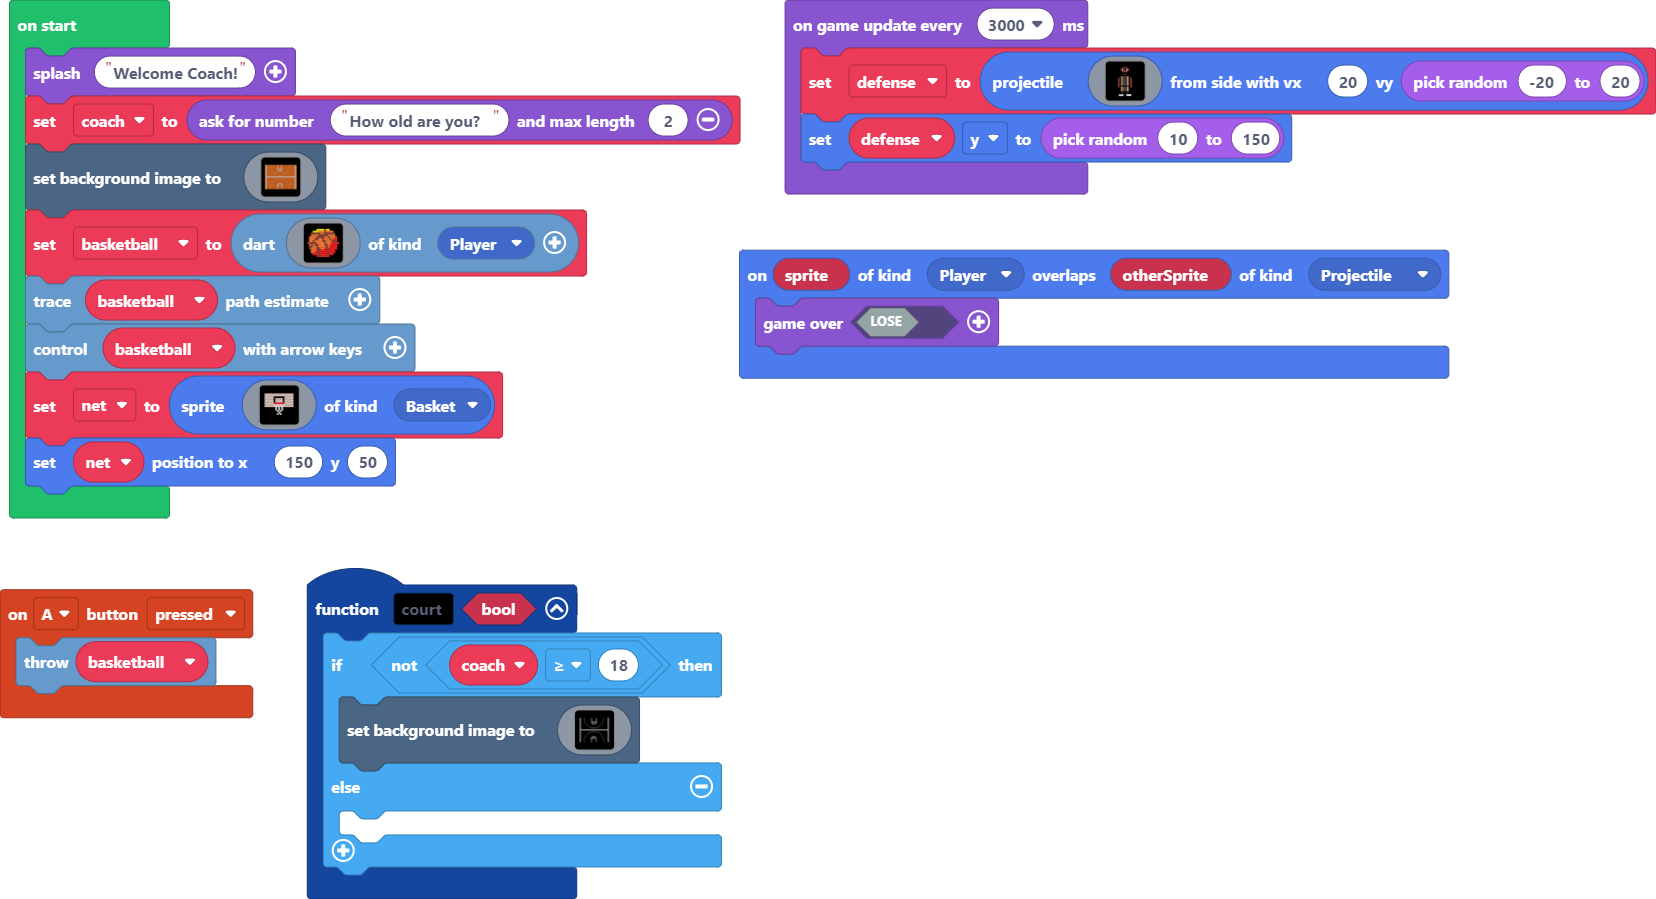 on start
splash "Welcome Coach!"
set coach to ask for number "How old are you? " and max length 2
set background image to
set basketball to dart of kind Player
trace basketball path estimate
control basketball with arrow keys
set net to sprite of kind Basket
set net position to x 150 y 50
on game update every 3000 ms
set defense to projectile from side with vx 20 vy pick random -20 to 20
set defense y to pick random 10 to 150
on sprite of kind Player overlaps otherSprite of kind Projectile
game over LOSE
on A button pressed
throw basketball
function court bool
if not coach ≥ 18 then
set background image to
else